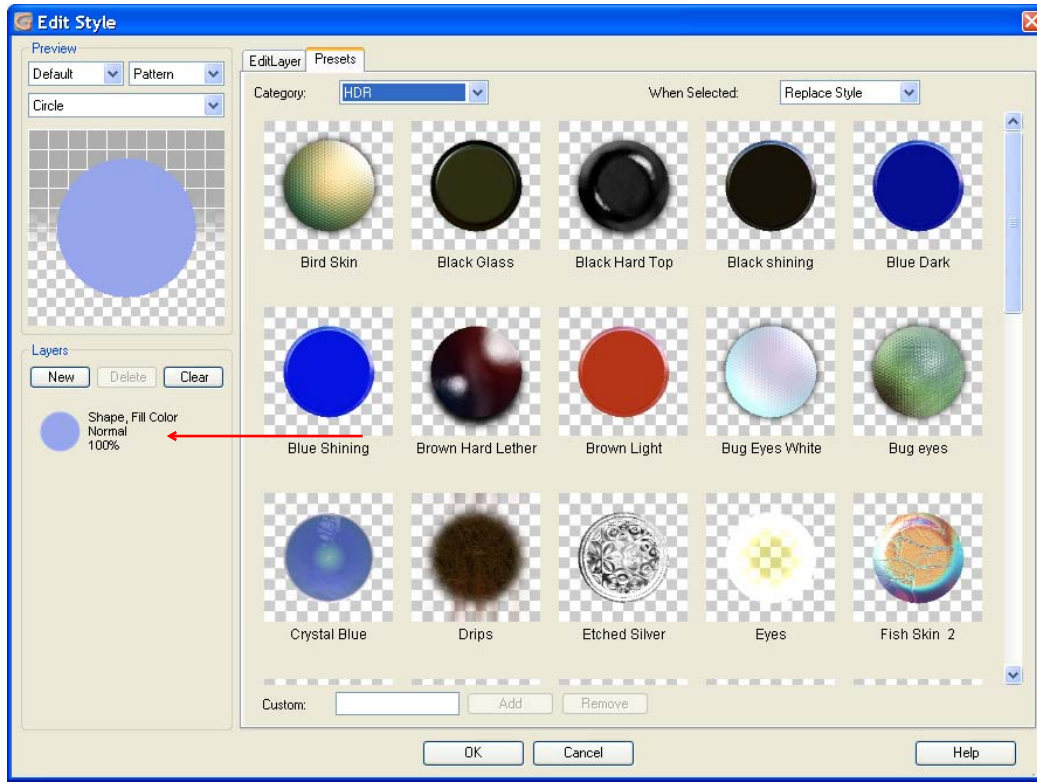 Edit Style
Preview
Default
Pattern
Circle
Layers
New
Delete
Clear
Shape, Fill Color
Normal
100%
EditLayer
Presets
Category:
HDR
When Selected:
Replace Style
Bird Skin
Black Glass
Black Hard Top
Black shining
Blue Dark
Blue Shining
Brown Hard Lether
Brown Light
Bug Eyes White
Bug eyes
Crystal Blue
Drips
Etched Silver
Eyes
Fish Skin 2
Custom:
Add
Remove
OK
Cancel
Help